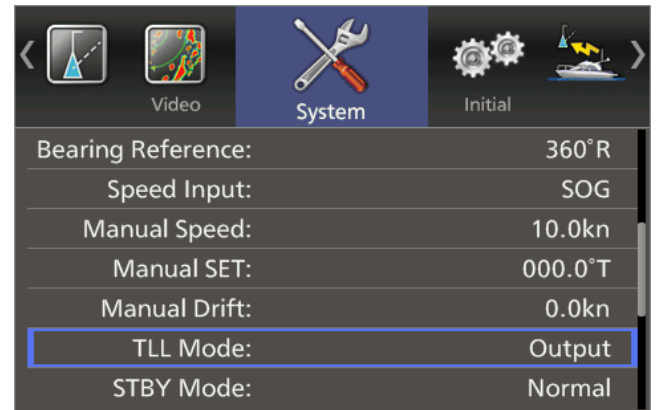 Video
System
Initial
Bearing Reference: 360°R
Speed Input: SOG
Manual Speed: 10.0kn
Manual SET: 000.0°T
Manual Drift: 0.0kn
TLL Mode: Output
STBY Mode: Normal